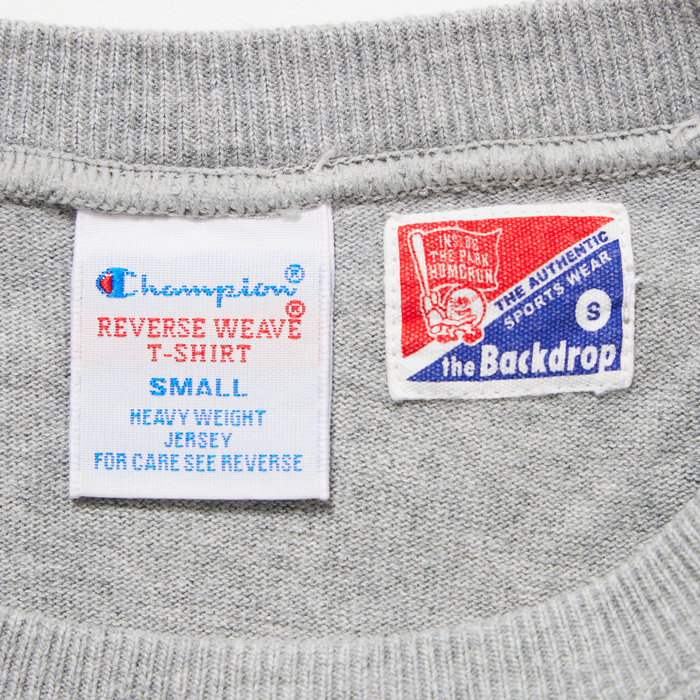 Champion®
REVERSE WEAVE®
T-SHIRT
SMALL
HEAVY WEIGHT
JERSEY
FOR CARE SEE REVERSE
INSIDE
THE PARK
HOMERUN
THE AUTHENTIC
SPORTS WEAR
S
the Backdrop